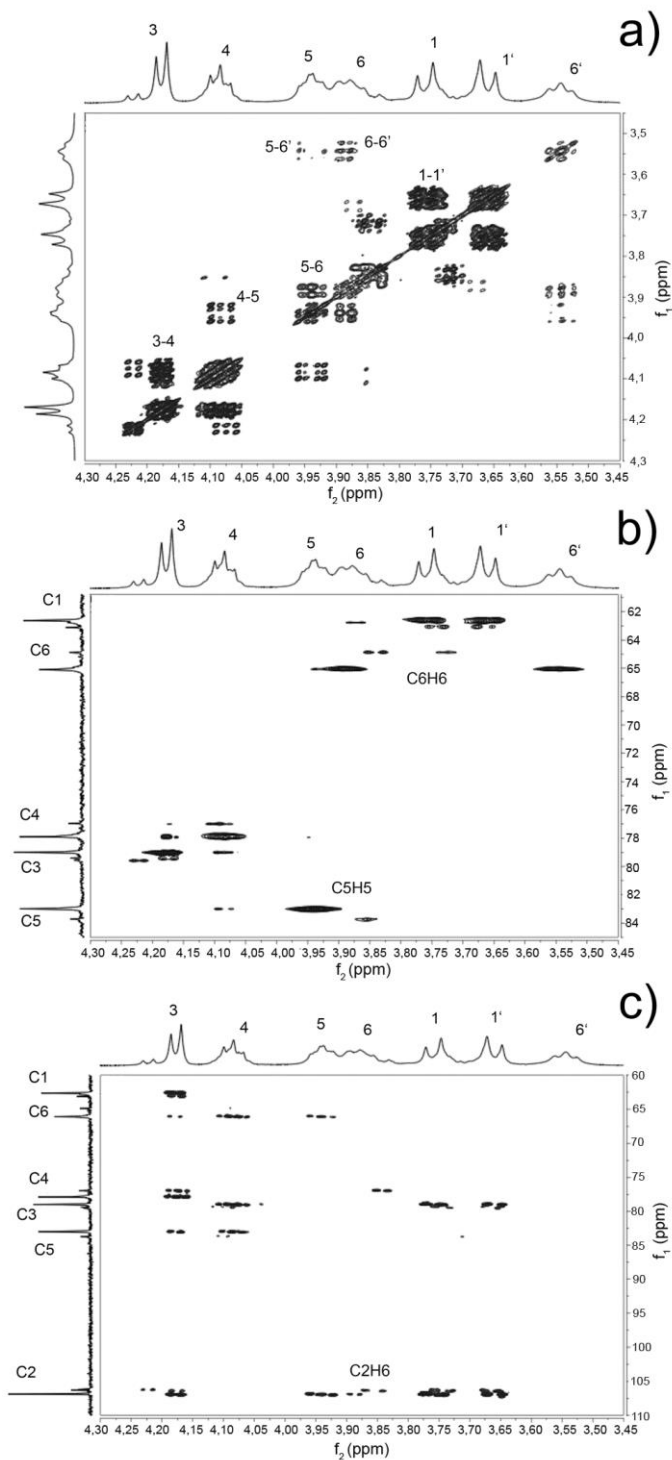 a)
3 4 5 6 1 1' 6'
5-6' 6-6'
1-1'
5-6
4-5
3-4
3,5
3,6
3,7
3,8
3,9
4,0
4,1
4,2
4,3
f1 (ppm)
4,30 4,25 4,20 4,15 4,10 4,05 4,00 3,95 3,90 3,85 3,80 3,75 3,70 3,65 3,60 3,55 3,50 3,45
f2 (ppm)
b)
3 4 5 6 1 1' 6'
C1
C6
C4
C3
C5
C6H6
C5H5
62
64
66
68
70
72
74
76
78
80
82
84
f1 (ppm)
4,30 4,25 4,20 4,15 4,10 4,05 4,00 3,95 3,90 3,85 3,80 3,75 3,70 3,65 3,60 3,55 3,50 3,45
f2 (ppm)
c)
3 4 5 6 1 1' 6'
C1
C6
C4
C3
C5
C2
C2H6
60
65
70
75
80
85
90
95
100
105
110
f1 (ppm)
4,30 4,25 4,20 4,15 4,10 4,05 4,00 3,95 3,90 3,85 3,80 3,75 3,70 3,65 3,60 3,55 3,50 3,45
f2 (ppm)